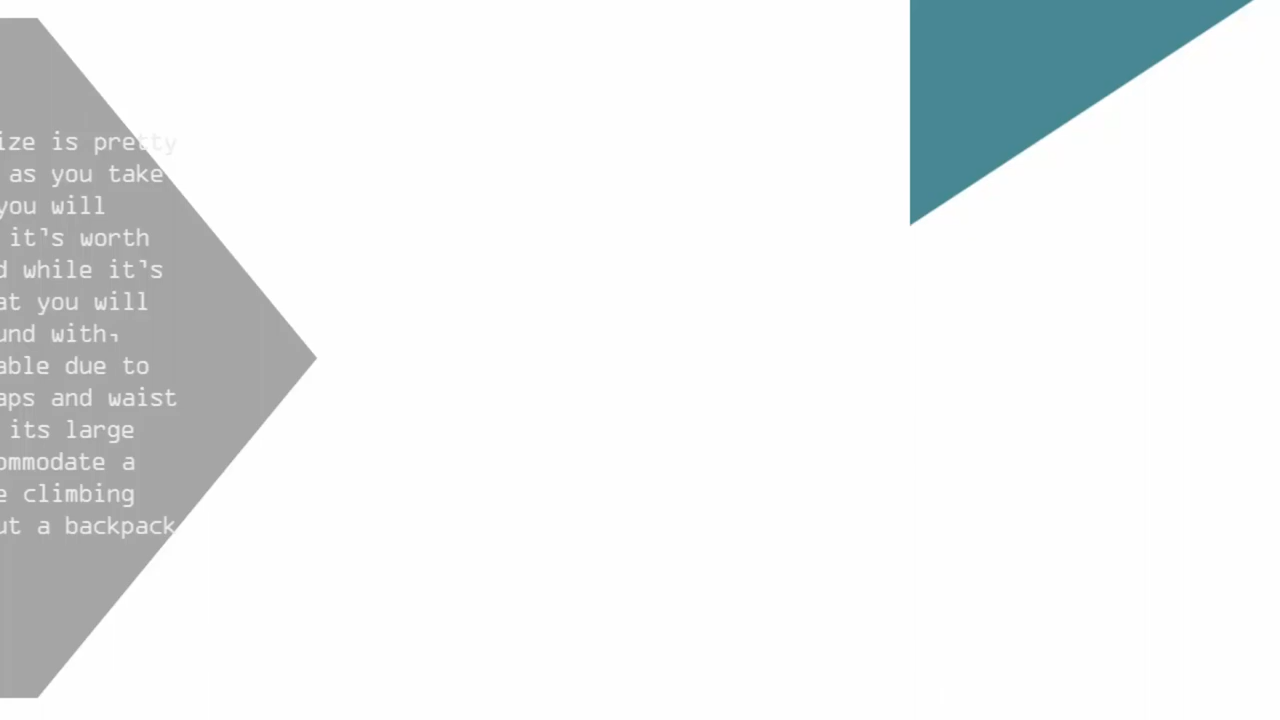 ize is pretty
as you take
you will
it's worth
d while it's
at you will
und with,
able due to
aps and waist
its large
ommodate a
e climbing
ut a backpack